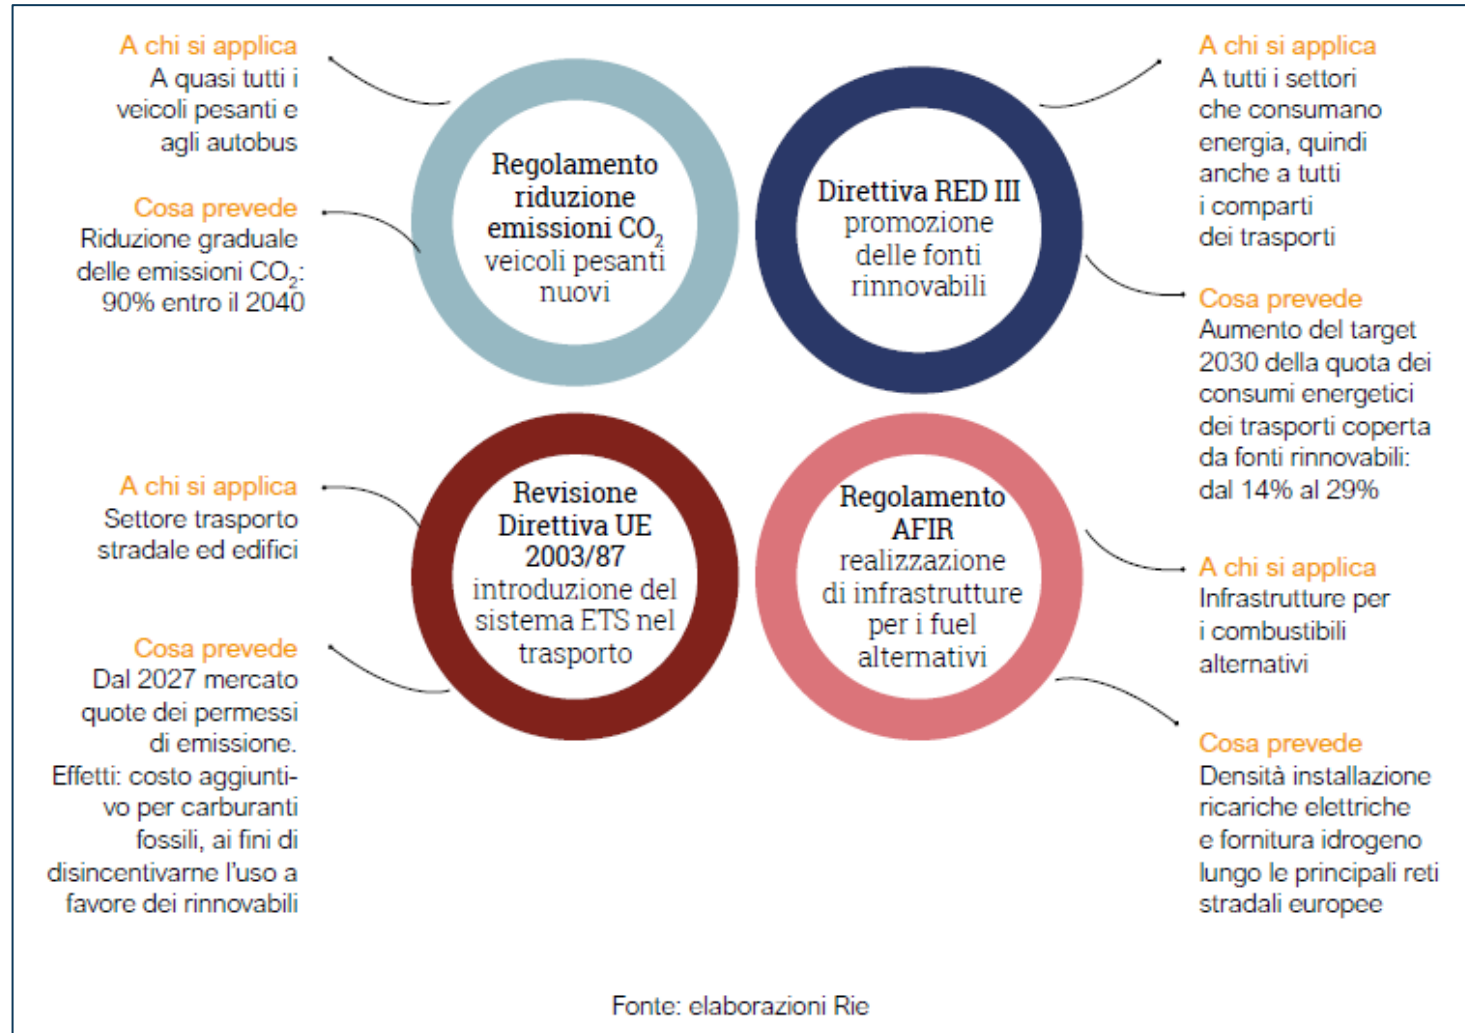 A chi si applica
A quasi tutti i
veicoli pesanti e
agli autobus
Cosa prevede
Riduzione graduale
delle emissioni CO₂:
90% entro il 2040
Regolamento
riduzione
emissioni CO₂
veicoli pesanti
nuovi
Direttiva RED III
promozione
delle fonti
rinnovabili
A chi si applica
A tutti i settori
che consumano
energia, quindi
anche a tutti
i comparti
dei trasporti
Cosa prevede
Aumento del target
2030 della quota dei
consumi energetici
dei trasporti coperta
da fonti rinnovabili:
dal 14% al 29%
A chi si applica
Settore trasporto
stradale ed edifici
Cosa prevede
Dal 2027 mercato
quote dei permessi
di emissione.
Effetti: costo aggiunti-
vo per carburanti
fossili, ai fini di
disincentivarne l'uso a
favore dei rinnovabili
Revisione
Direttiva UE
2003/87
introduzione del
sistema ETS nel
trasporto
Regolamento
AFIR
realizzazione
di infrastrutture
per i fuel
alternativi
A chi si applica
Infrastrutture per
i combustibili
alternativi
Cosa prevede
Densità installazione
ricariche elettriche
e fornitura idrogeno
lungo le principali reti
stradali europee
Fonte: elaborazioni Rie